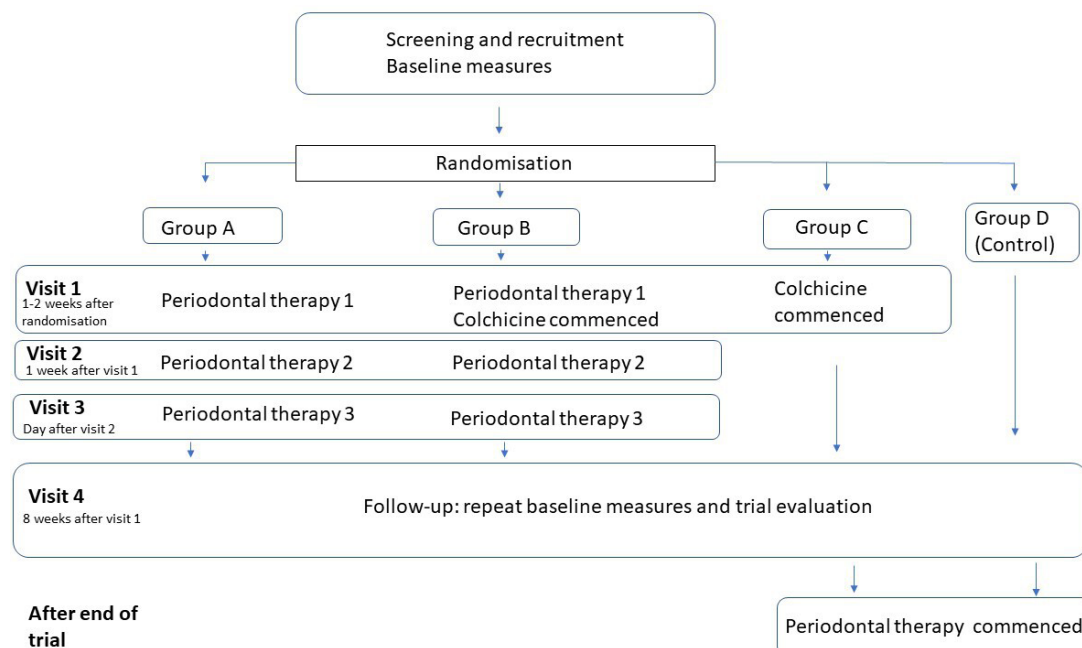 Screening and recruitment
Baseline measures
Randomisation
Group A
Group B
Group C
Group D
(Control)
Visit 1
1-2 weeks after
randomisation
Periodontal therapy 1
Periodontal therapy 1
Colchicine commenced
Colchicine
commenced
Visit 2
1 week after visit 1
Periodontal therapy 2
Periodontal therapy 2
Visit 3
Day after visit 2
Periodontal therapy 3
Periodontal therapy 3
Visit 4
8 weeks after visit 1
Follow-up: repeat baseline measures and trial evaluation
After end of
trial
Periodontal therapy commenced